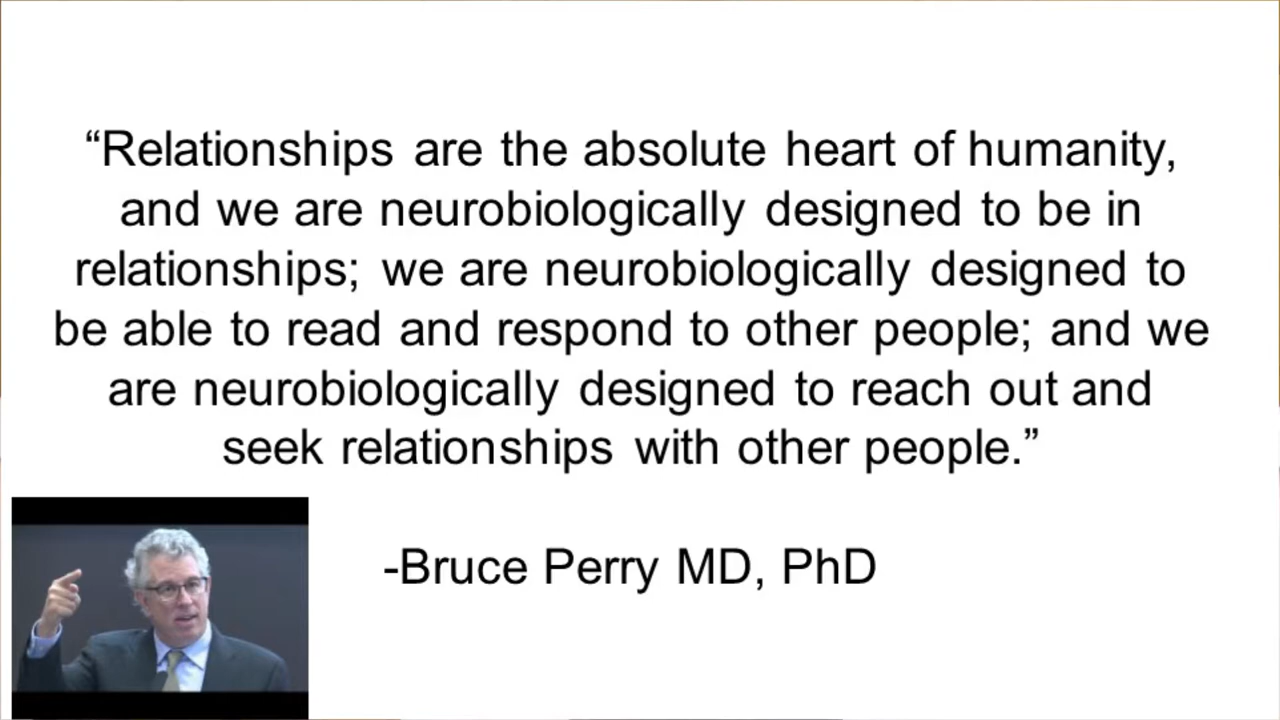 “Relationships are the absolute heart of humanity,
and we are neurobiologically designed to be in
relationships; we are neurobiologically designed to
be able to read and respond to other people; and we
are neurobiologically designed to reach out and
seek relationships with other people.”
-Bruce Perry MD, PhD